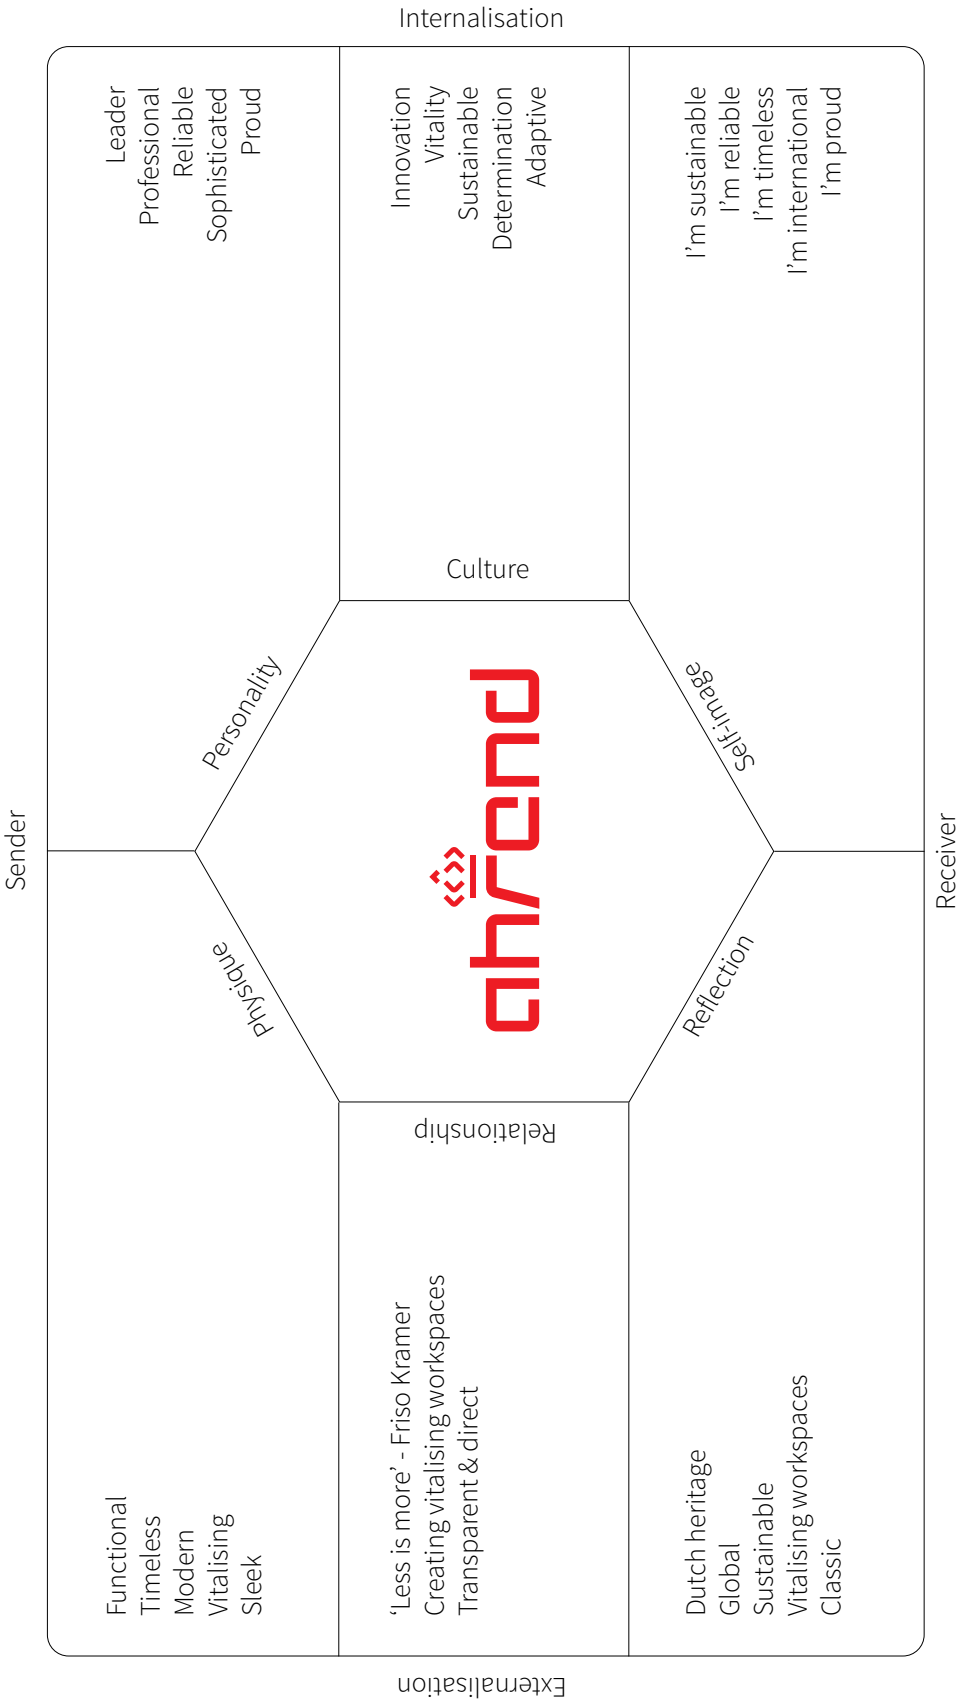 Sender
Functional
Timeless
Modern
Vitalising
Sleek
Physique
Personality
Leader
Professional
Reliable
Sophisticated
Proud
Externalisation
‘Less is more’ - Friso Kramer
Creating vitalising workspaces
Transparent & direct
Relationship
ahrend
Culture
Innovation
Vitality
Sustainable
Determination
Adaptive
Internalisation
Dutch heritage
Global
Sustainable
Vitalising workspaces
Classic
Reflection
Self-image
I’m sustainable
I’m reliable
I’m timeless
I’m international
I’m proud
Receiver